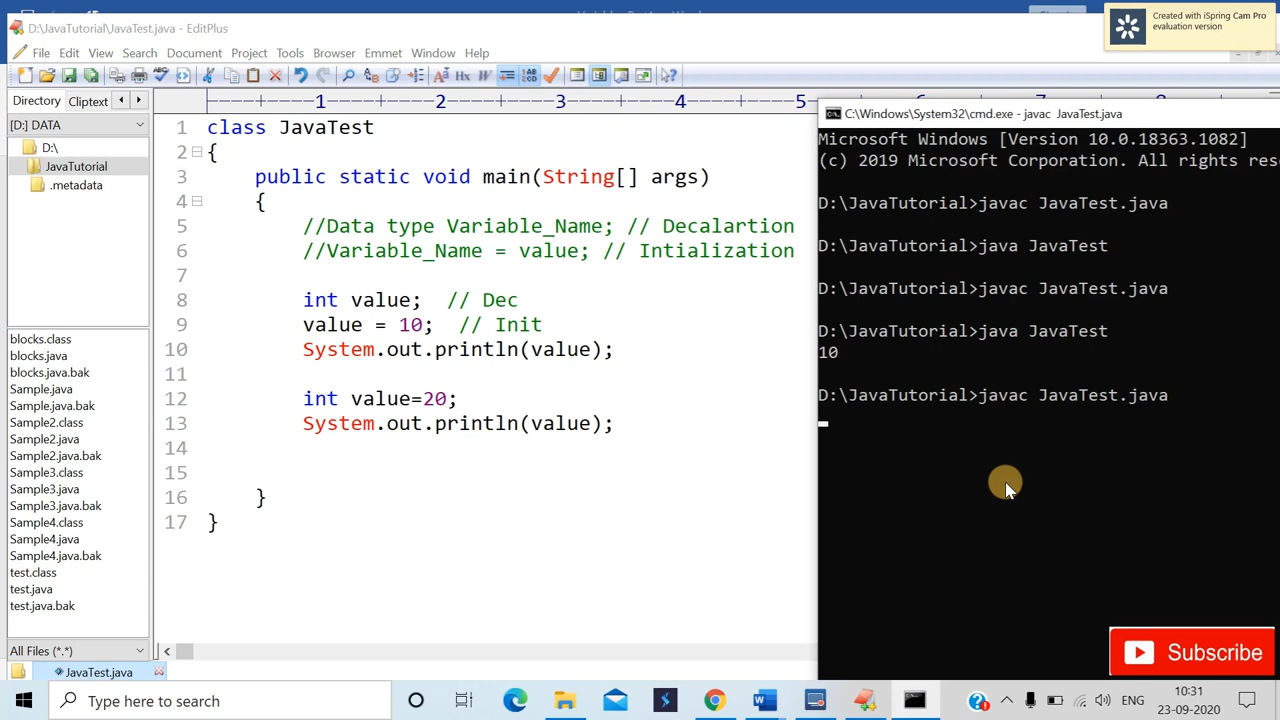 D:\JavaTutorial\JavaTest.java - EditPlus
Created with iSpring Cam Pro
evaluation version
File Edit View Search Document Project Tools Browser Emmet Window Help
Directory Cliptext
[D:] DATA
D:\
JavaTutorial
.metadata
blocks.class
blocks.java
blocks.java.bak
Sample.java
Sample.java.bak
Sample2.class
Sample2.java
Sample2.java.bak
Sample3.class
Sample3.java
Sample3.java.bak
Sample4.class
Sample4.java
Sample4.java.bak
test.class
test.java
test.java.bak
All Files (*.*)
JavaTest.java
----+----1----+----2----+----3----+----4----+----5
1 class JavaTest
2 {
3 public static void main(String[] args)
4 {
5 //Data type Variable_Name; // Decalartion
6 //Variable_Name = value; // Intialization
7
8 int value; // Dec
9 value = 10; // Init
10 System.out.println(value);
11
12 int value=20;
13 System.out.println(value);
14
15
16 }
17 }
C:\Windows\System32\cmd.exe - javac JavaTest.java
Microsoft Windows [Version 10.0.18363.1082]
(c) 2019 Microsoft Corporation. All rights res
D:\JavaTutorial>javac JavaTest.java
D:\JavaTutorial>java JavaTest
D:\JavaTutorial>javac JavaTest.java
D:\JavaTutorial>java JavaTest
10
D:\JavaTutorial>javac JavaTest.java
Subscribe
Type here to search
ENG
10:31
23-09-2020